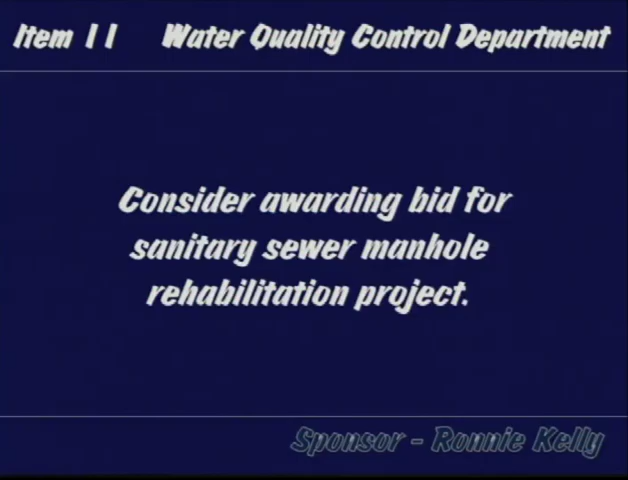 Item 11 Water Quality Control Department
Consider awarding bid for
sanitary sewer manhole
rehabilitation project.
Sponsor - Ronnie Kelly